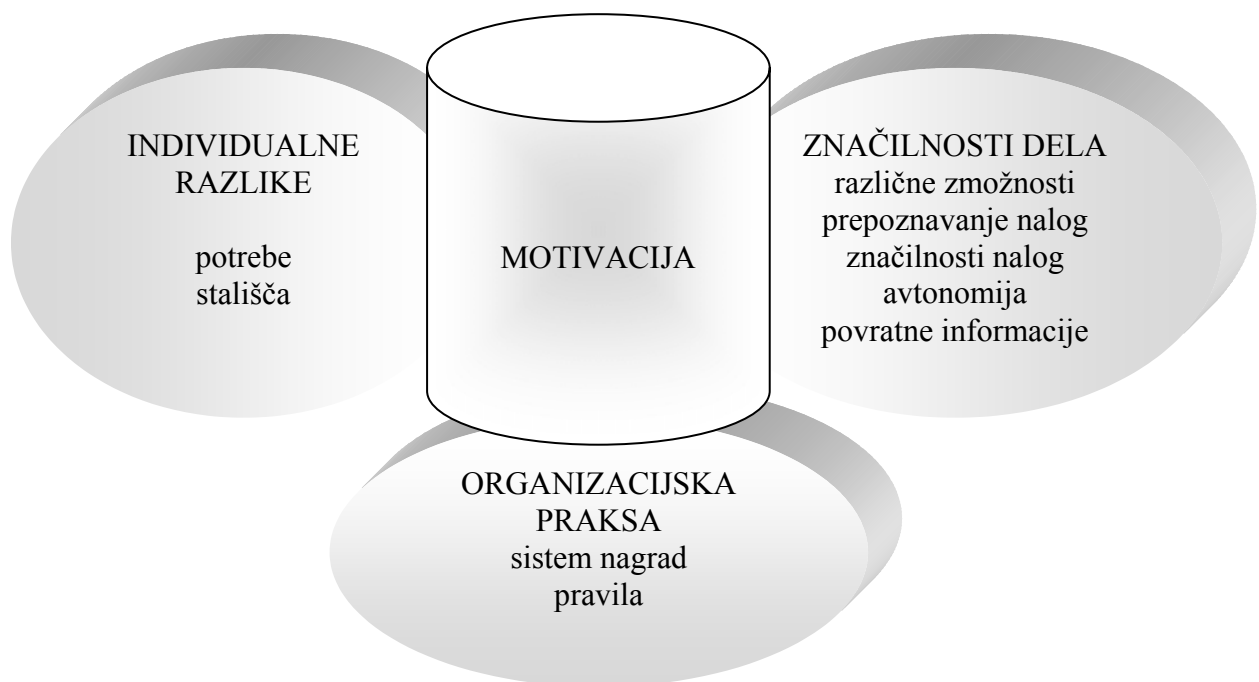 INDIVIDUALNE
RAZLIKE
potrebe
stališča
MOTIVACIJA
ZNAČILNOSTI DELA
različne zmožnosti
prepoznavanje nalog
značilnosti nalog
avtonomija
povratne informacije
ORGANIZACIJSKA
PRAKSA
sistem nagrad
pravila